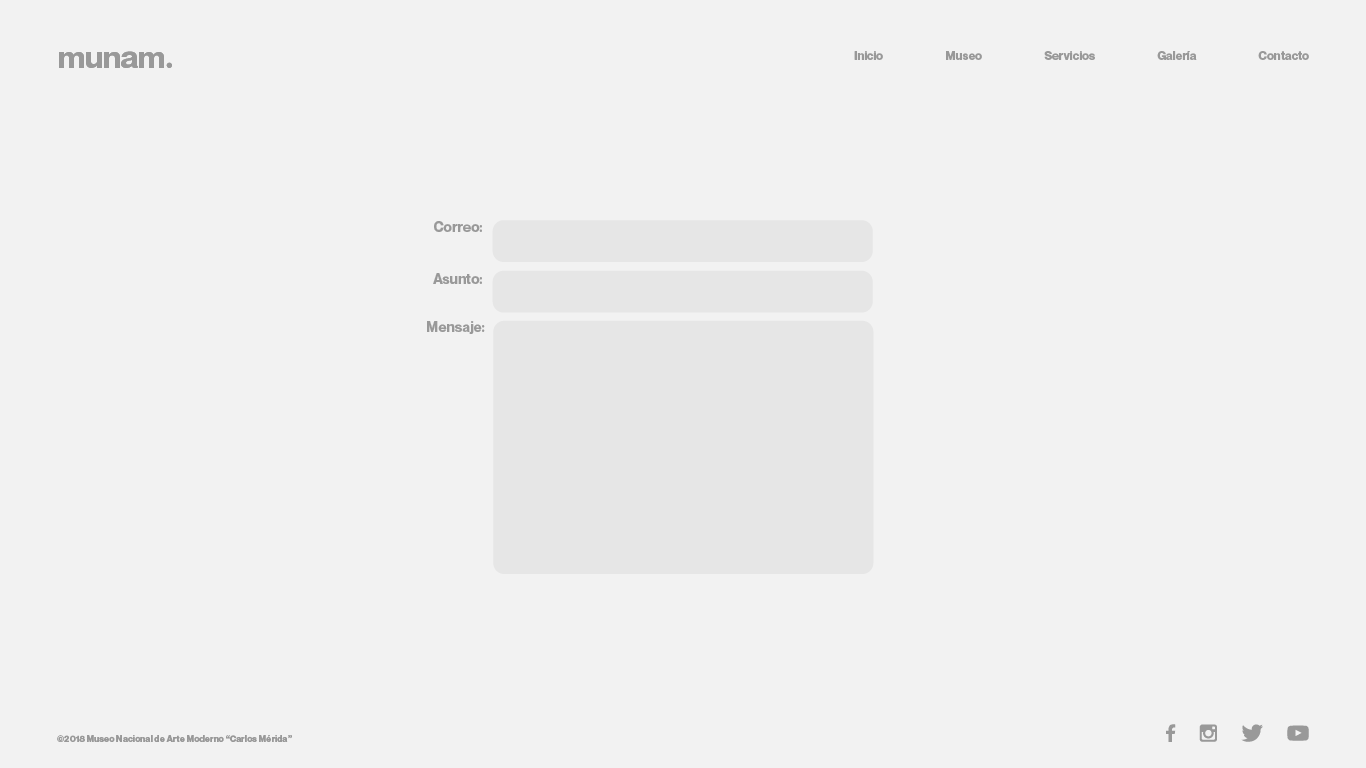 munam.
Inicio Museo Servicios Galería Contacto
Correo:
Asunto:
Mensaje:
©2018 Museo Nacional de Arte Moderno “Carlos Mérida”